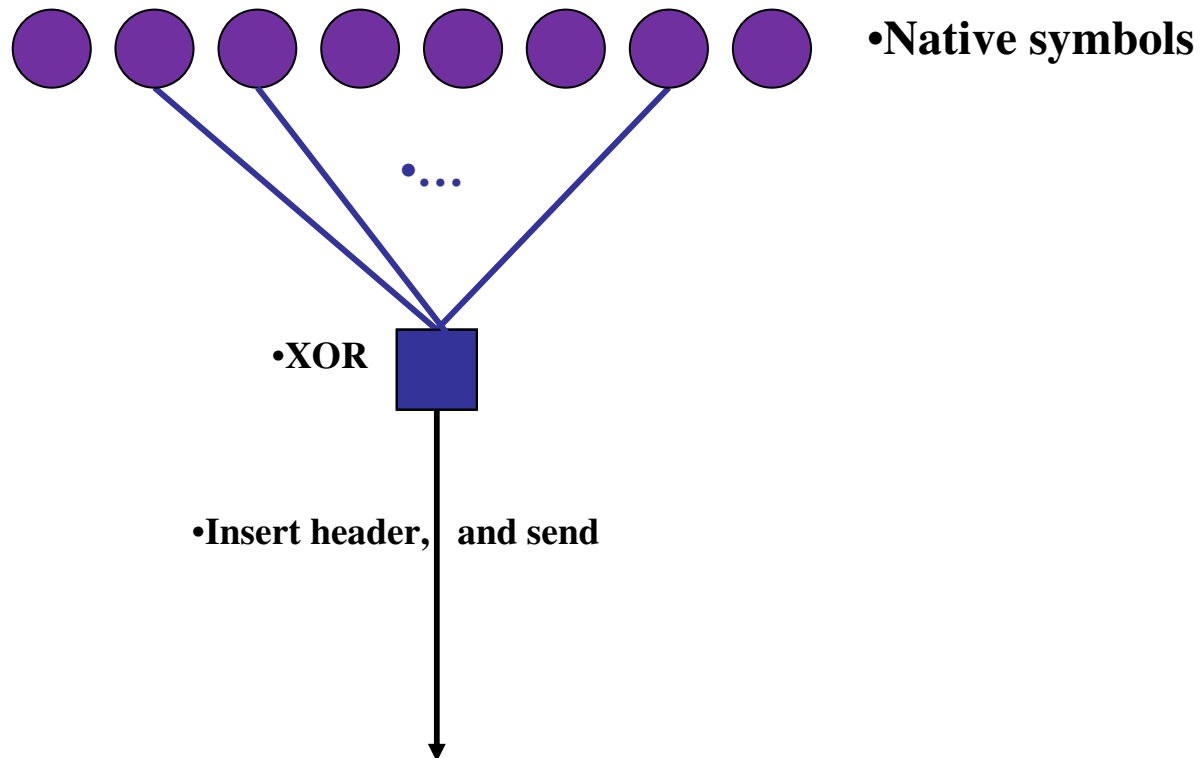 •Native symbols
•...
•XOR
•Insert header, and send